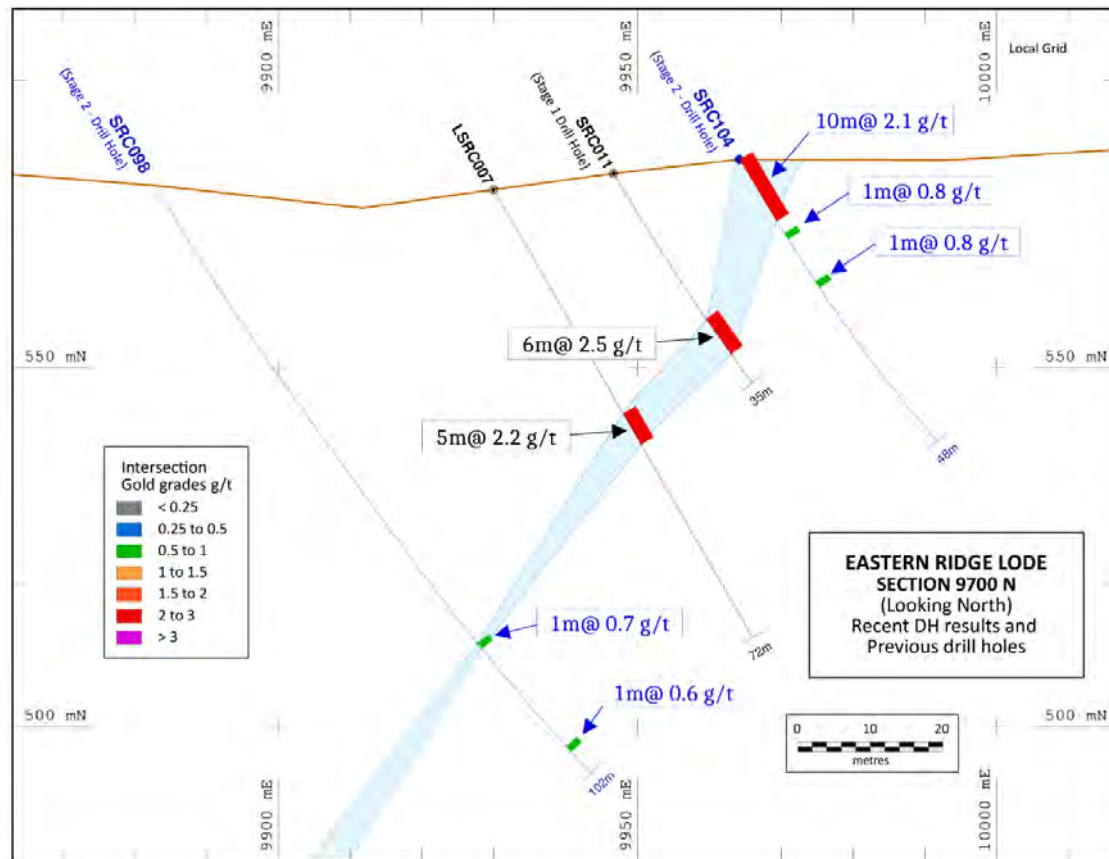 9900 mE
9950 mE
10000 mE
Local Grid
SRC098
(Stage 2 - Drill Hole)
LSRC007
SRC011
(Stage 1 Drill Hole)
SRC104
(Stage 2 - Drill Hole)
10m@ 2.1 g/t
1m@ 0.8 g/t
1m@ 0.8 g/t
6m@ 2.5 g/t
550 mN
550 mN
35m
5m@ 2.2 g/t
48m
Intersection
Gold grades g/t
< 0.25
0.25 to 0.5
0.5 to 1
1 to 1.5
1.5 to 2
2 to 3
> 3
EASTERN RIDGE LODE
SECTION 9700 N
(Looking North)
Recent DH results and
Previous drill holes
1m@ 0.7 g/t
72m
1m@ 0.6 g/t
500 mN
500 mN
0 10 20
metres
102m
9900 mE
9950 mE
10000 mE